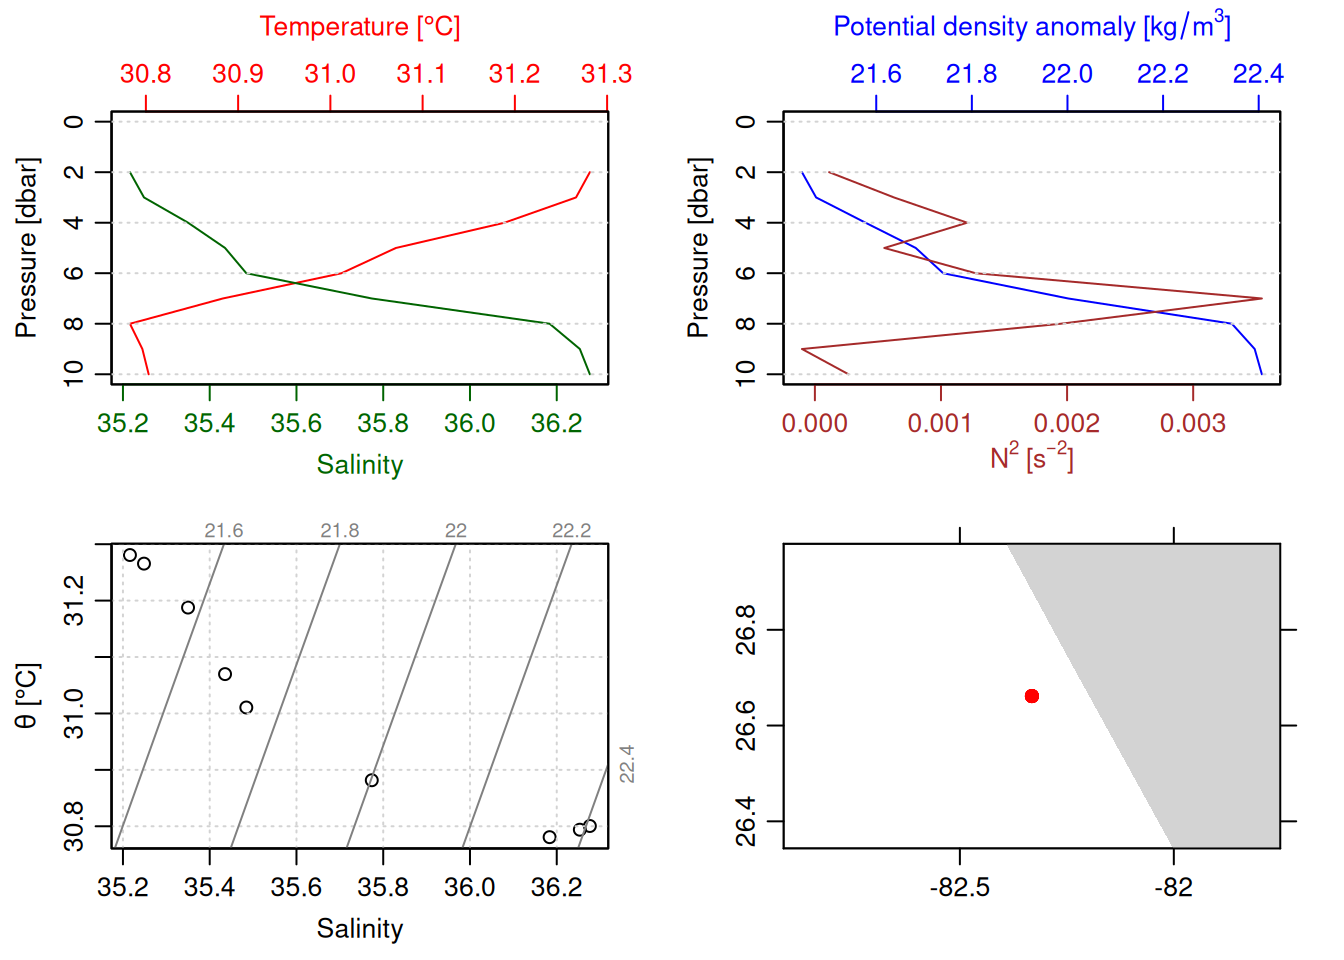 Temperature [°C]
30.8 30.9 31.0 31.1 31.2 31.3
Pressure [dbar]
0
2
4
6
8
10
35.2 35.4 35.6 35.8 36.0 36.2
Salinity
Potential density anomaly [kg/m³]
21.6 21.8 22.0 22.2 22.4
Pressure [dbar]
0
2
4
6
8
10
0.000 0.001 0.002 0.003
N² [s⁻²]
21.6 21.8 22 22.2
22.4
θ [°C]
31.2
31.0
30.8
35.2 35.4 35.6 35.8 36.0 36.2
Salinity
26.8
26.6
26.4
-82.5 -82